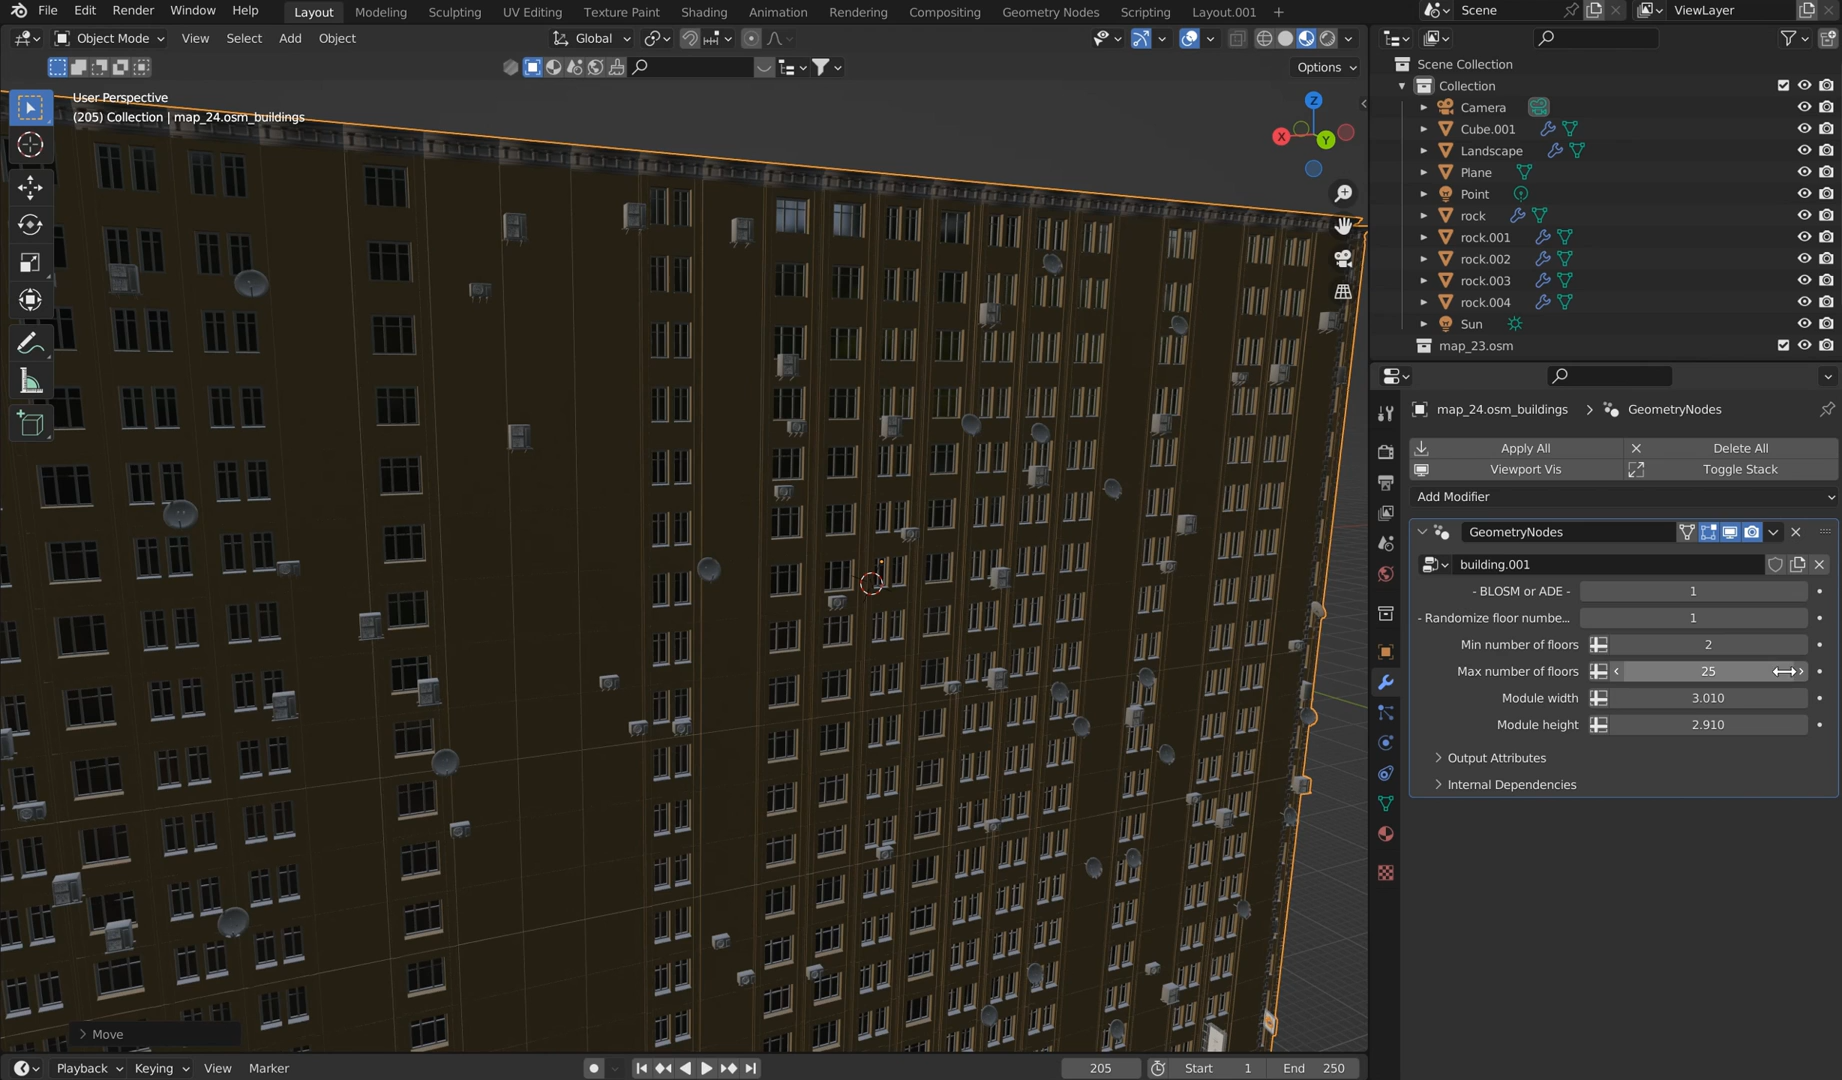 File Edit Render Window Help
Layout Modeling Sculpting UV Editing Texture Paint Shading Animation Rendering Compositing Geometry Nodes Scripting Layout.001 +
Scene ViewLayer
Object Mode View Select Add Object Global
Options
User Perspective
(205) Collection | map_24.osm_buildings
X Y Z
Scene Collection
Collection
Camera
Cube.001
Landscape
Plane
Point
rock
rock.001
rock.002
rock.003
rock.004
Sun
map_23.osm
map_24.osm_buildings > GeometryNodes
Apply All Delete All
Viewport Vis Toggle Stack
Add Modifier
GeometryNodes
building.001
- BLOSM or ADE - 1
- Randomize floor numbe... 1
Min number of floors 2
Max number of floors 25
Module width 3.010
Module height 2.910
Output Attributes
Internal Dependencies
Move
Playback Keying View Marker 205 Start 1 End 250